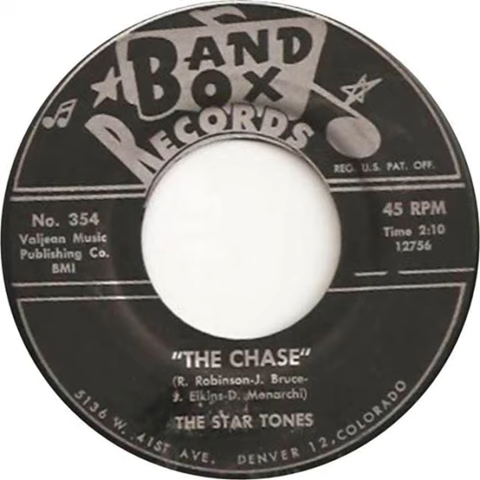 BAND
BOX
RECORDS
REG. U.S. PAT. OFF.
No. 354
Valjean Music
Publishing Co.
BMI
45 RPM
Time 2:10
12756
"THE CHASE"
(R. Robinson-J. Bruce-
J. Elkins-D. Monarchi)
THE STAR TONES
5136 W. 41ST AVE. DENVER 12, COLORADO